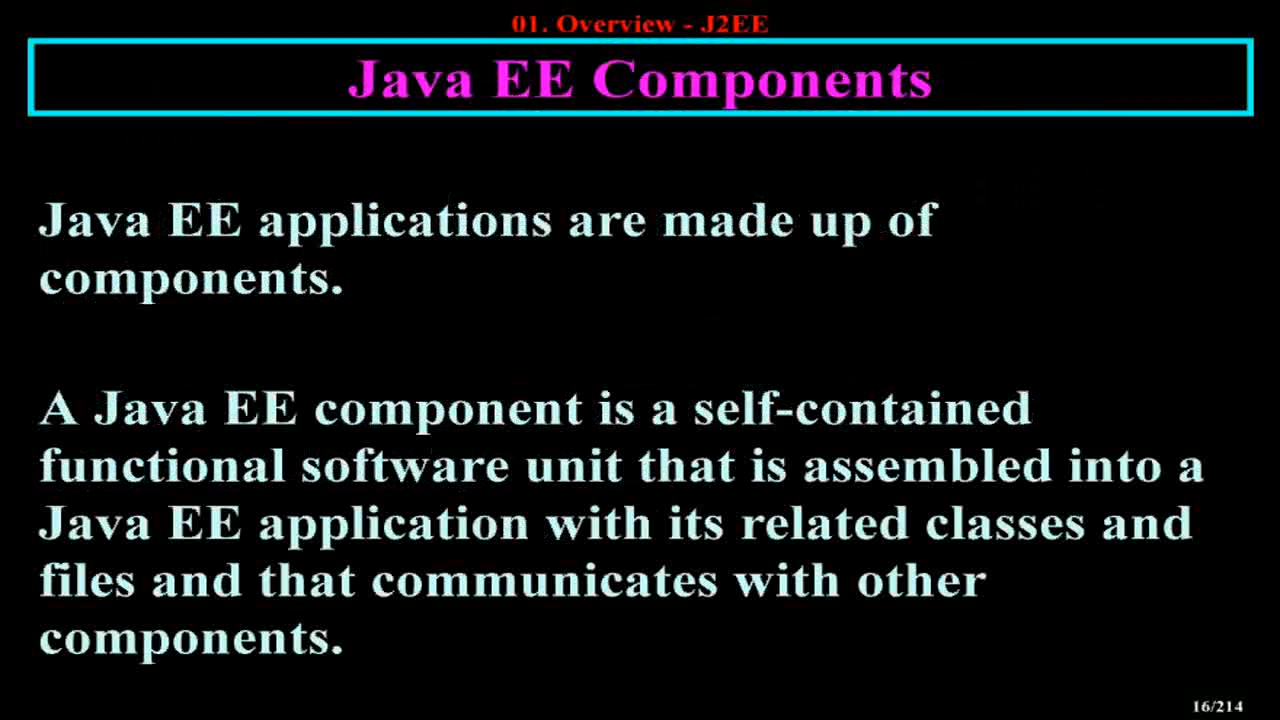 01. Overview - J2EE
Java EE Components
Java EE applications are made up of
components.
A Java EE component is a self-contained
functional software unit that is assembled into a
Java EE application with its related classes and
files and that communicates with other
components.
16/214